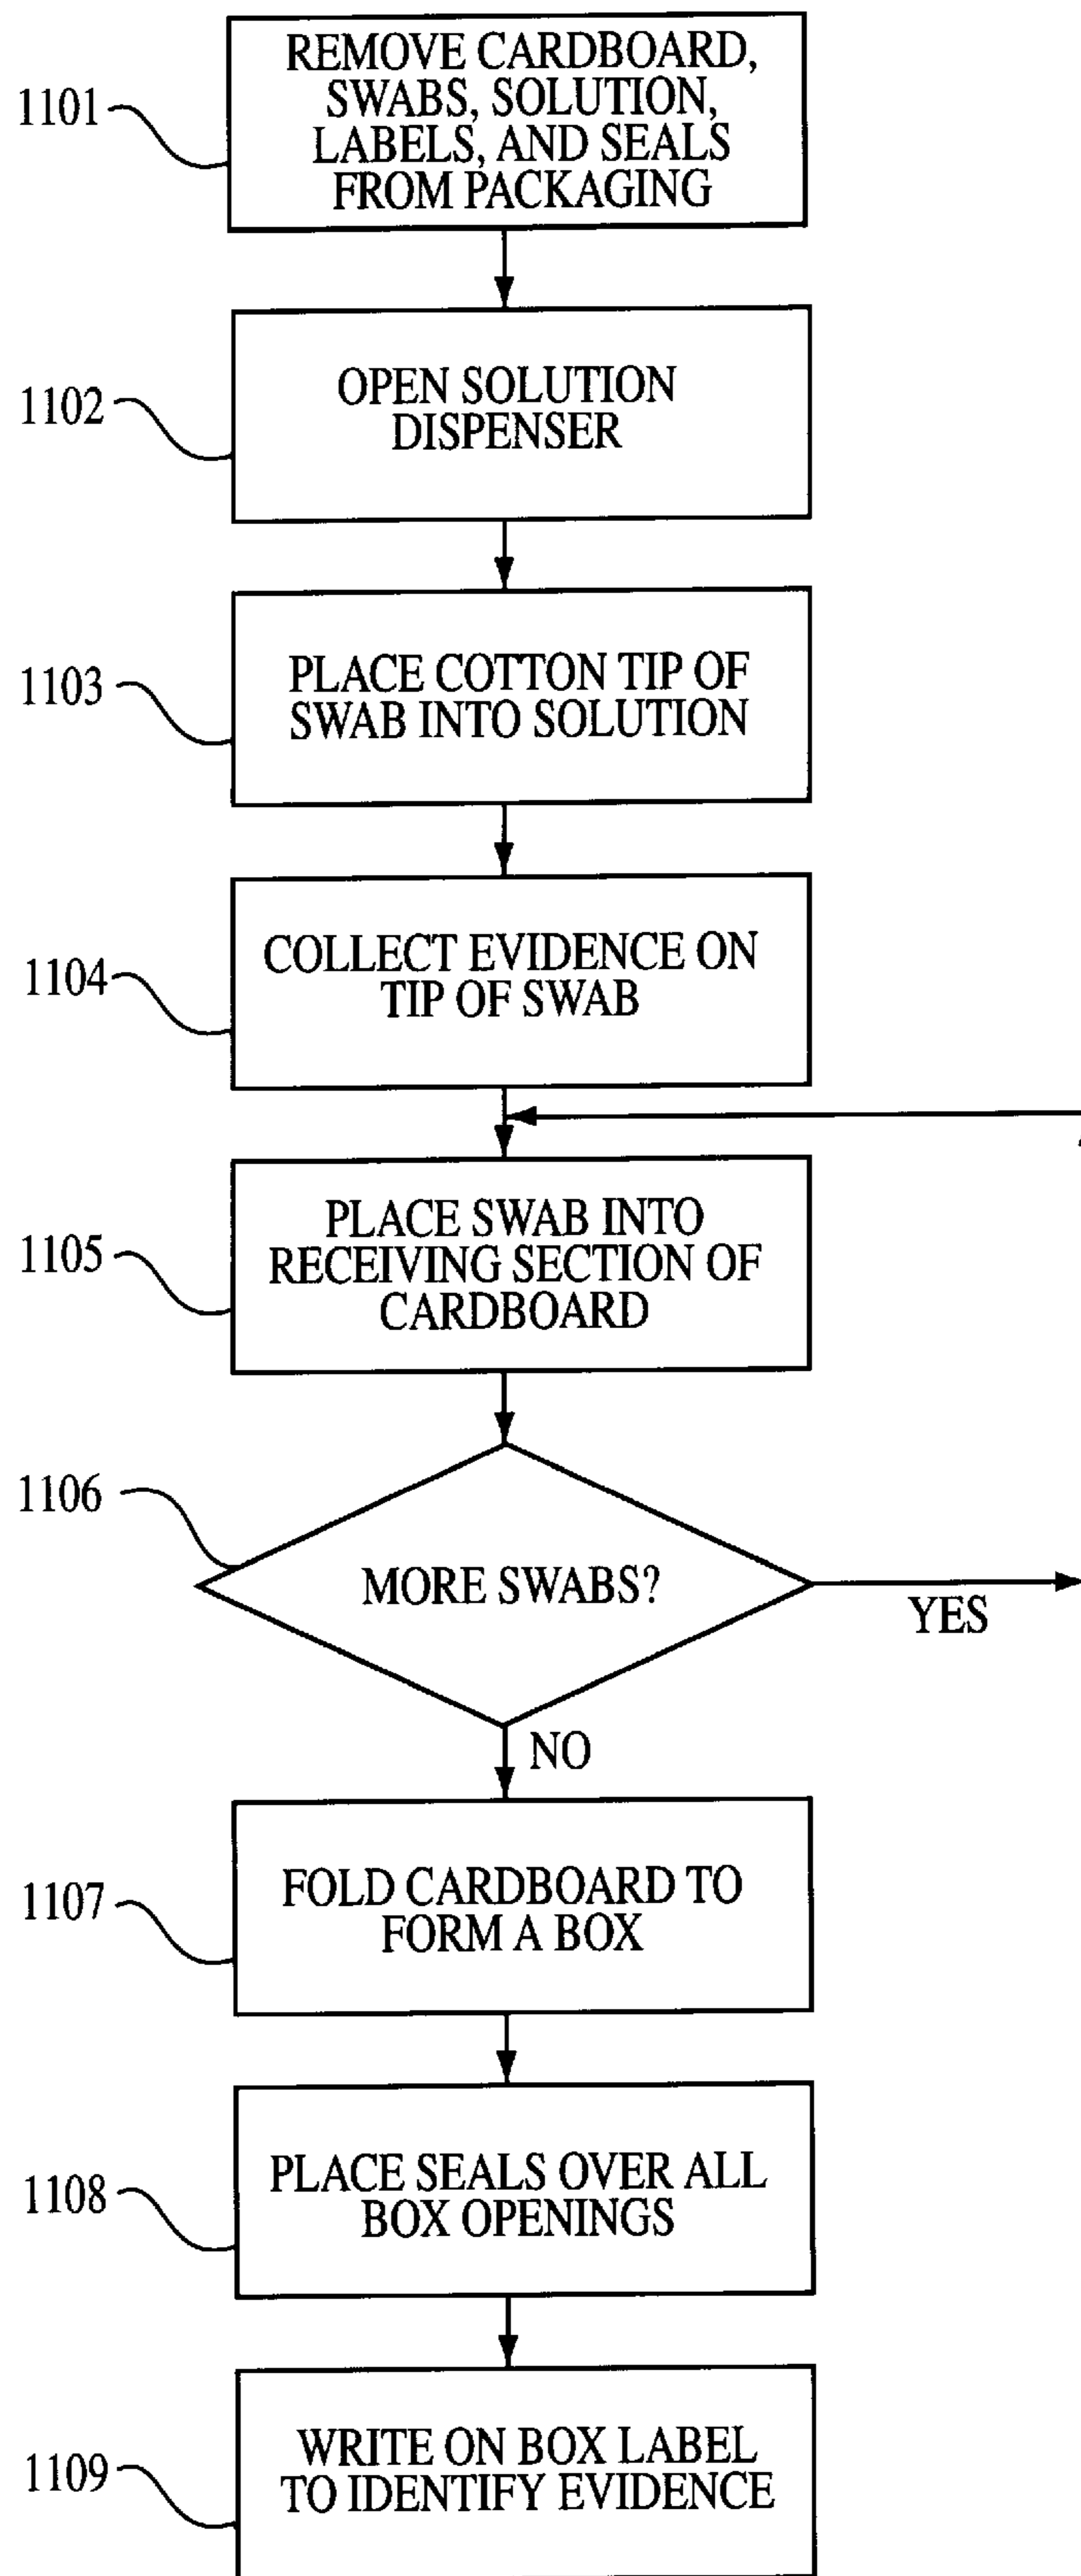 1101
REMOVE CARDBOARD,
SWABS, SOLUTION,
LABELS, AND SEALS
FROM PACKAGING
1102
OPEN SOLUTION
DISPENSER
1103
PLACE COTTON TIP OF
SWAB INTO SOLUTION
1104
COLLECT EVIDENCE ON
TIP OF SWAB
1105
PLACE SWAB INTO
RECEIVING SECTION OF
CARDBOARD
1106
MORE SWABS?
YES
NO
1107
FOLD CARDBOARD TO
FORM A BOX
1108
PLACE SEALS OVER ALL
BOX OPENINGS
1109
WRITE ON BOX LABEL
TO IDENTIFY EVIDENCE